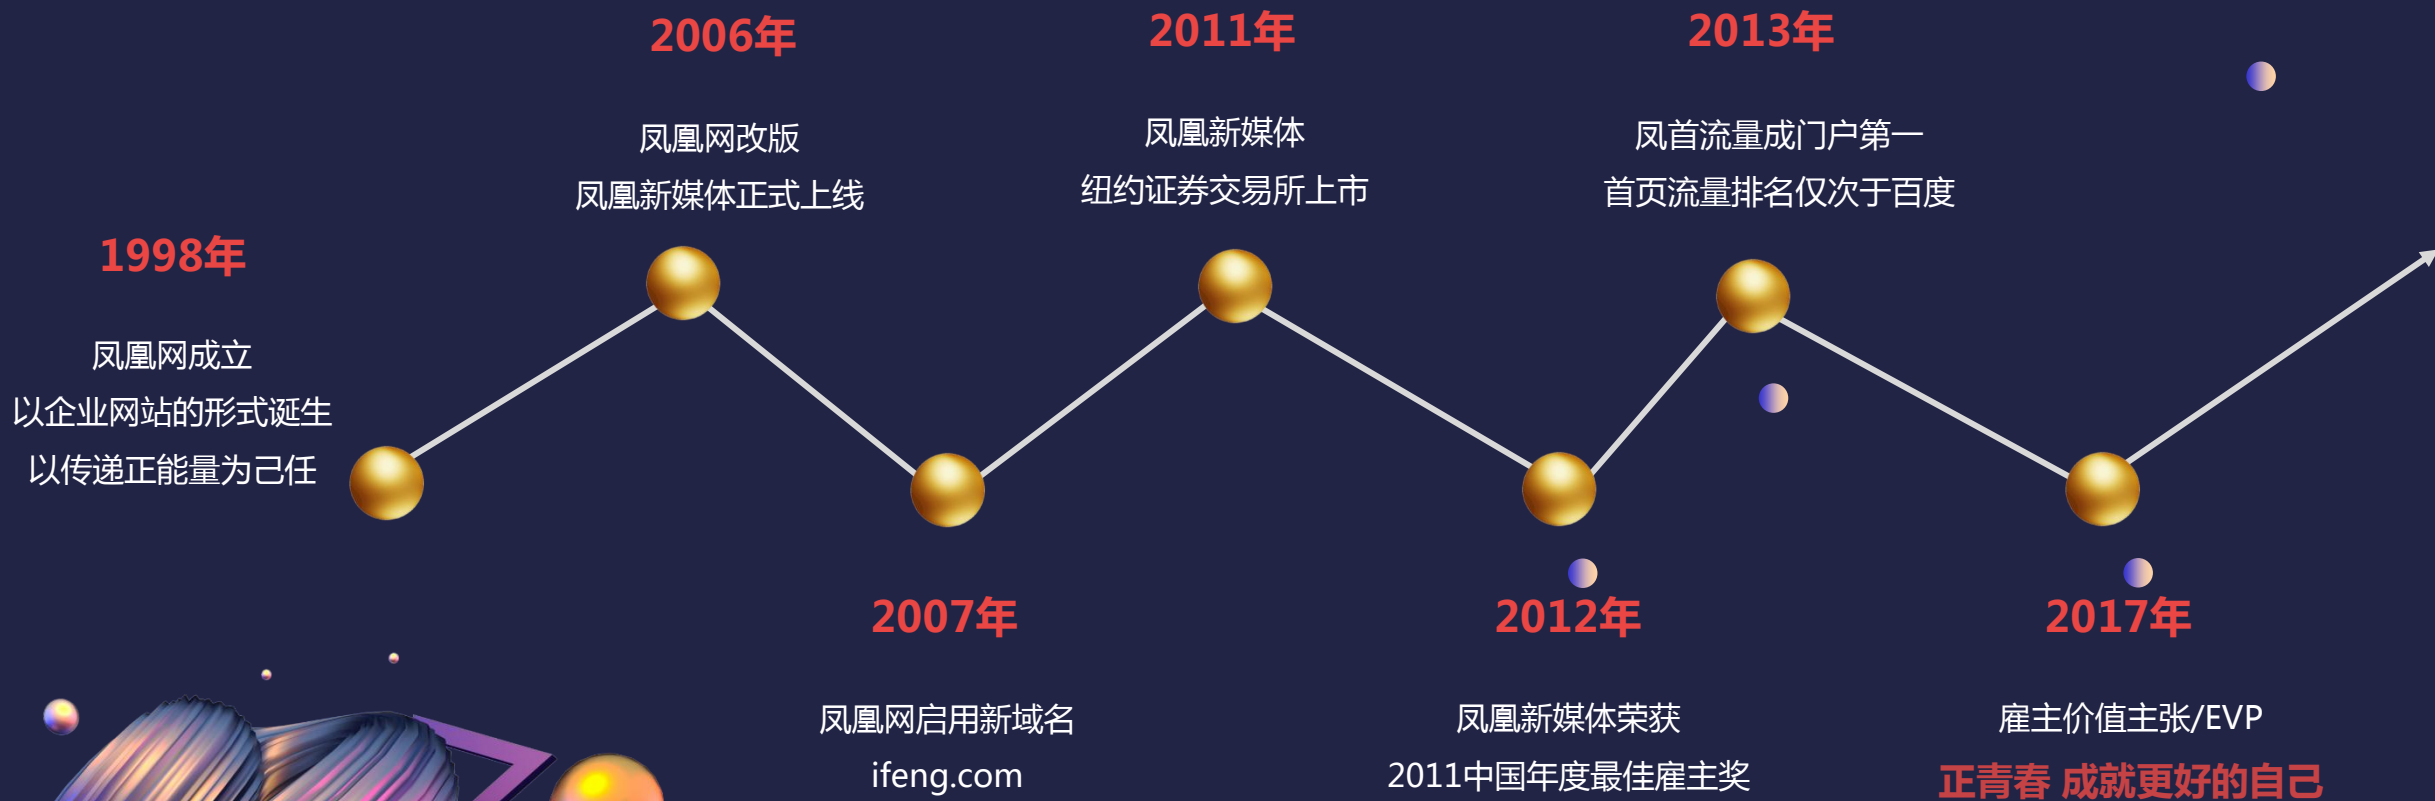 1998年
凤凰网成立
以企业网站的形式诞生
以传递正能量为己任
2006年
凤凰网改版
凤凰新媒体正式上线
2007年
凤凰网启用新域名
ifeng.com
2011年
凤凰新媒体
纽约证券交易所上市
2012年
凤凰新媒体荣获
2011中国年度最佳雇主奖
2013年
凤首流量成门户第一
首页流量排名仅次于百度
2017年
雇主价值主张/EVP
正青春 成就更好的自己